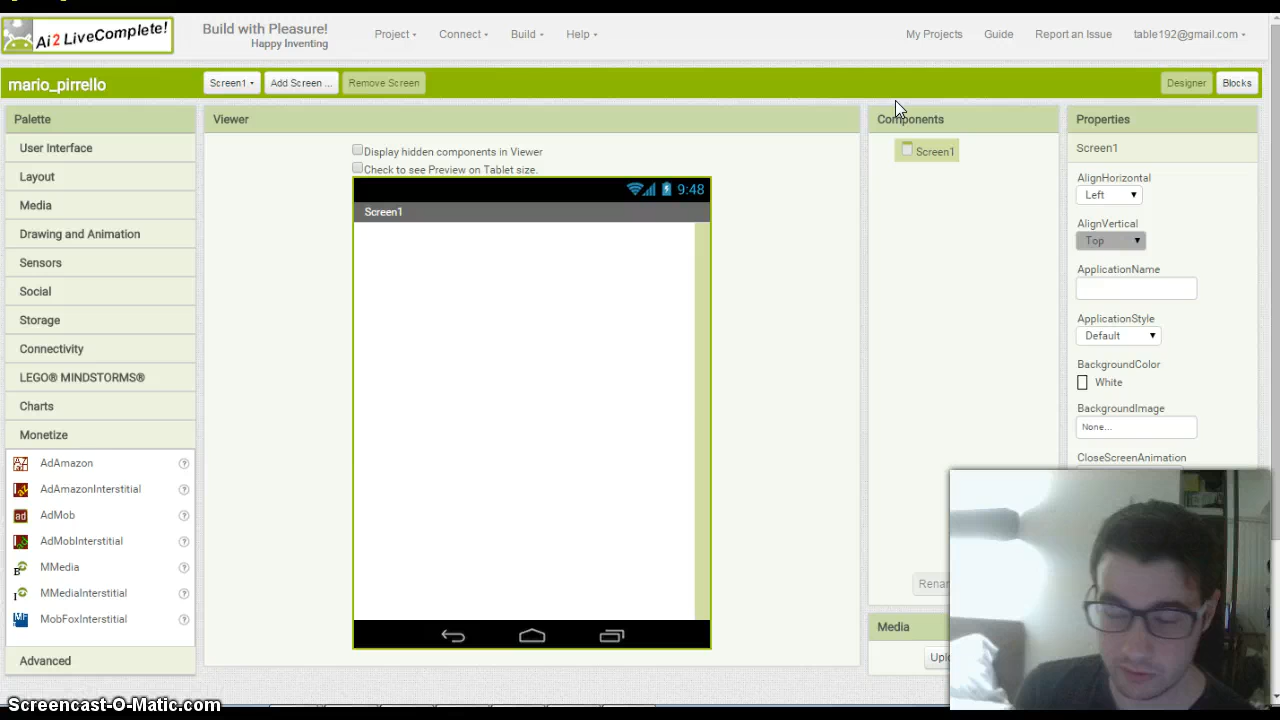 Ai2 LiveComplete!
Build with Pleasure!
Happy Inventing
Project Connect Build Help
My Projects Guide Report an Issue table192@gmail.com
mario_pirrello Screen1 Add Screen ... Remove Screen Designer Blocks
Palette
User Interface
Layout
Media
Drawing and Animation
Sensors
Social
Storage
Connectivity
LEGO® MINDSTORMS®
Charts
Monetize
AdAmazon
AdAmazonInterstitial
AdMob
AdMobInterstitial
MMedia
MMediaInterstitial
MobFoxInterstitial
Advanced
Viewer
Display hidden components in Viewer
Check to see Preview on Tablet size.
9:48
Screen1
Components
Screen1
Renam
Media
Uplo
Properties
Screen1
AlignHorizontal
Left
AlignVertical
Top
ApplicationName
ApplicationStyle
Default
BackgroundColor
White
BackgroundImage
None...
CloseScreenAnimation
Screencast-O-Matic.com